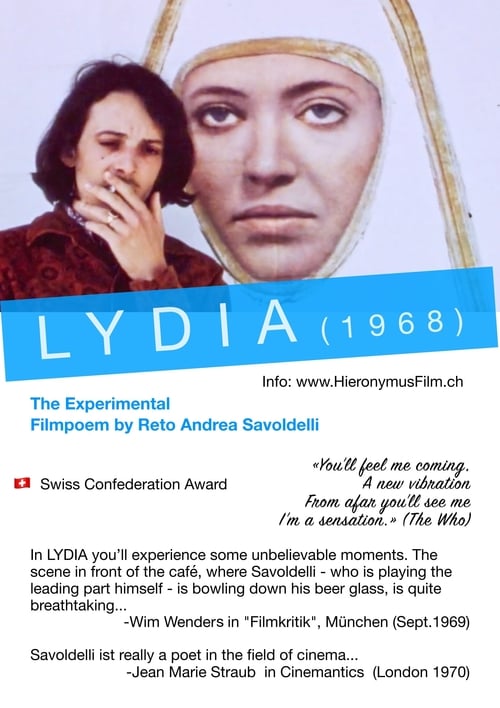 LYDIA (1968)
Info: www.HieronymusFilm.ch
The Experimental
Filmpoem by Reto Andrea Savoldelli
«You'll feel me coming,
A new vibration
From afar you'll see me
I'm a sensation.» (The Who)
Swiss Confederation Award
In LYDIA you'll experience some unbelievable moments. The
scene in front of the café, where Savoldelli - who is playing the
leading part himself - is bowling down his beer glass, is quite
breathtaking...
-Wim Wenders in "Filmkritik", München (Sept.1969)
Savoldelli ist really a poet in the field of cinema...
-Jean Marie Straub in Cinemantics (London 1970)